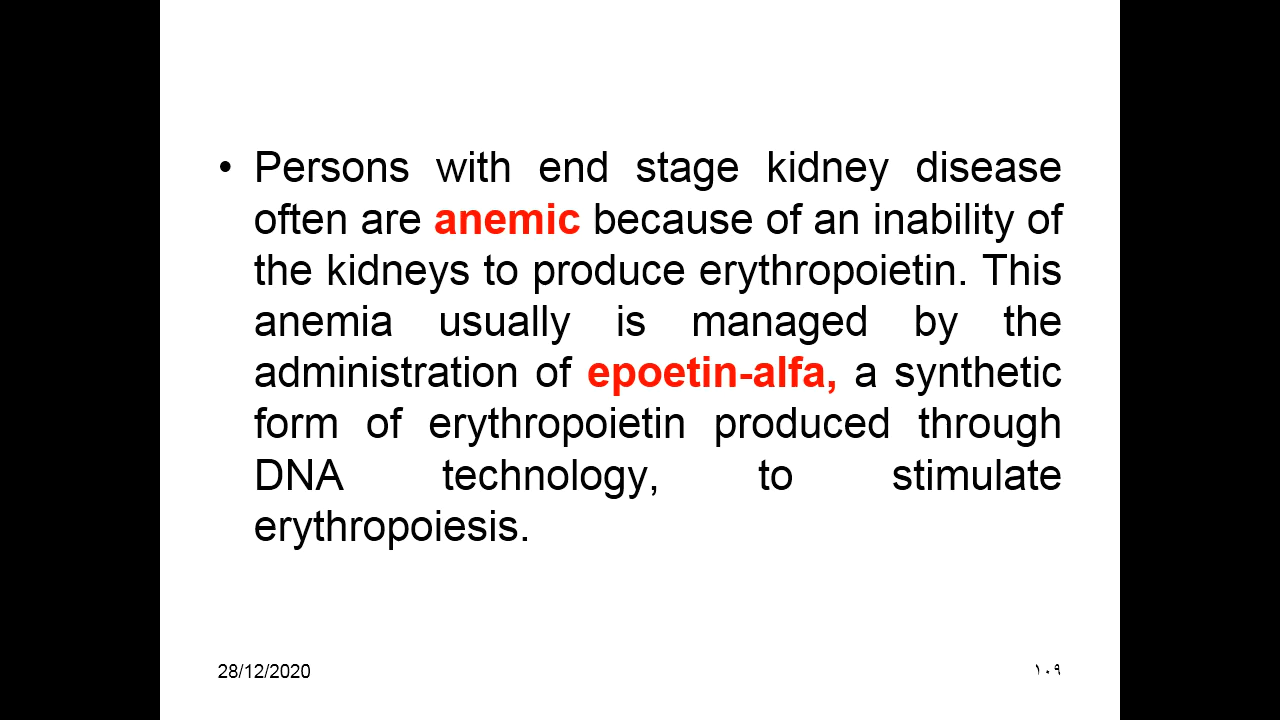 • Persons with end stage kidney disease
often are anemic because of an inability of
the kidneys to produce erythropoietin. This
anemia usually is managed by the
administration of epoetin-alfa, a synthetic
form of erythropoietin produced through
DNA technology, to stimulate
erythropoiesis.
28/12/2020
١٠٩